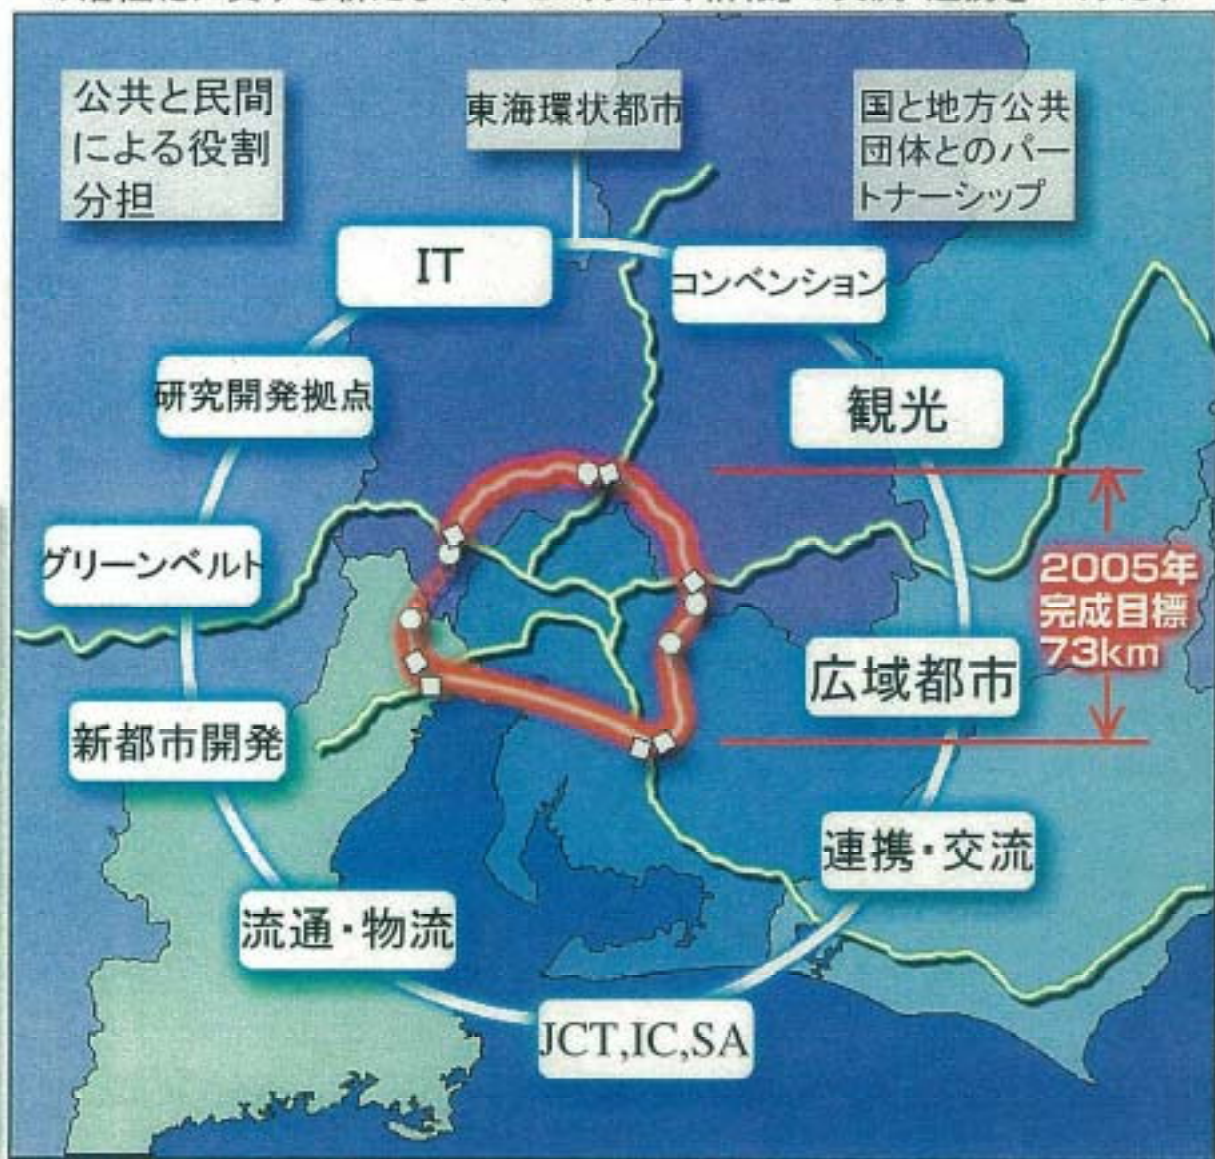 公共と民間
による役割
分担
東海環状都市
国と地方公共
団体とのパー
トナーシップ
IT
コンベンション
研究開発拠点
観光
グリーンベルト
2005年
完成目標
73km
広域都市
新都市開発
連携・交流
流通・物流
JCT,IC,SA